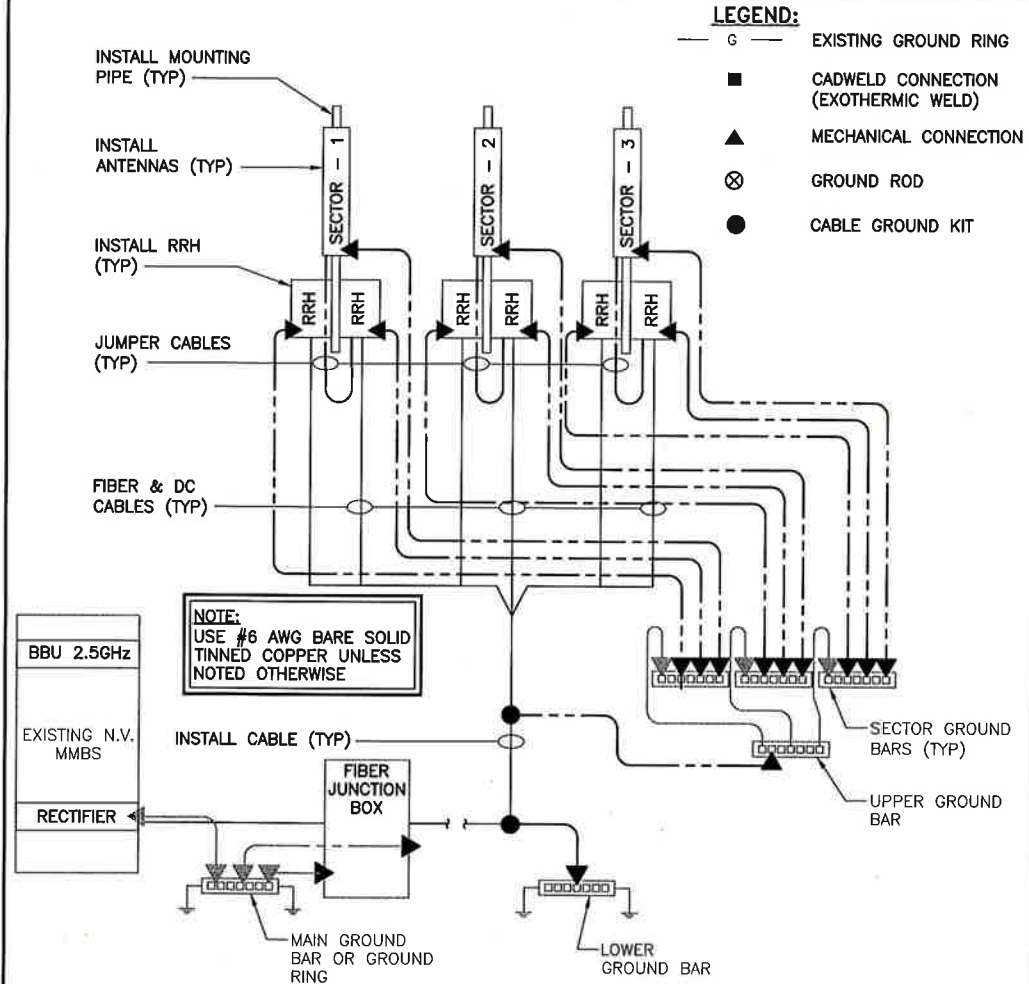 LEGEND:
G EXISTING GROUND RING
CADWELD CONNECTION
(EXOTHERMIC WELD)
MECHANICAL CONNECTION
GROUND ROD
CABLE GROUND KIT
INSTALL MOUNTING
PIPE (TYP)
INSTALL
ANTENNAS (TYP)
SECTOR - 1
SECTOR - 2
SECTOR - 3
INSTALL RRH
(TYP)
RRH
RRH
RRH
RRH
RRH
RRH
JUMPER CABLES
(TYP)
FIBER & DC
CABLES (TYP)
NOTE:
USE #6 AWG BARE SOLID
TINNED COPPER UNLESS
NOTED OTHERWISE
BBU 2.5GHz
EXISTING N.V.
MMBS
RECTIFIER
INSTALL CABLE (TYP)
FIBER
JUNCTION
BOX
SECTOR GROUND
BARS (TYP)
UPPER GROUND
BAR
MAIN GROUND
BAR OR GROUND
RING
LOWER
GROUND BAR